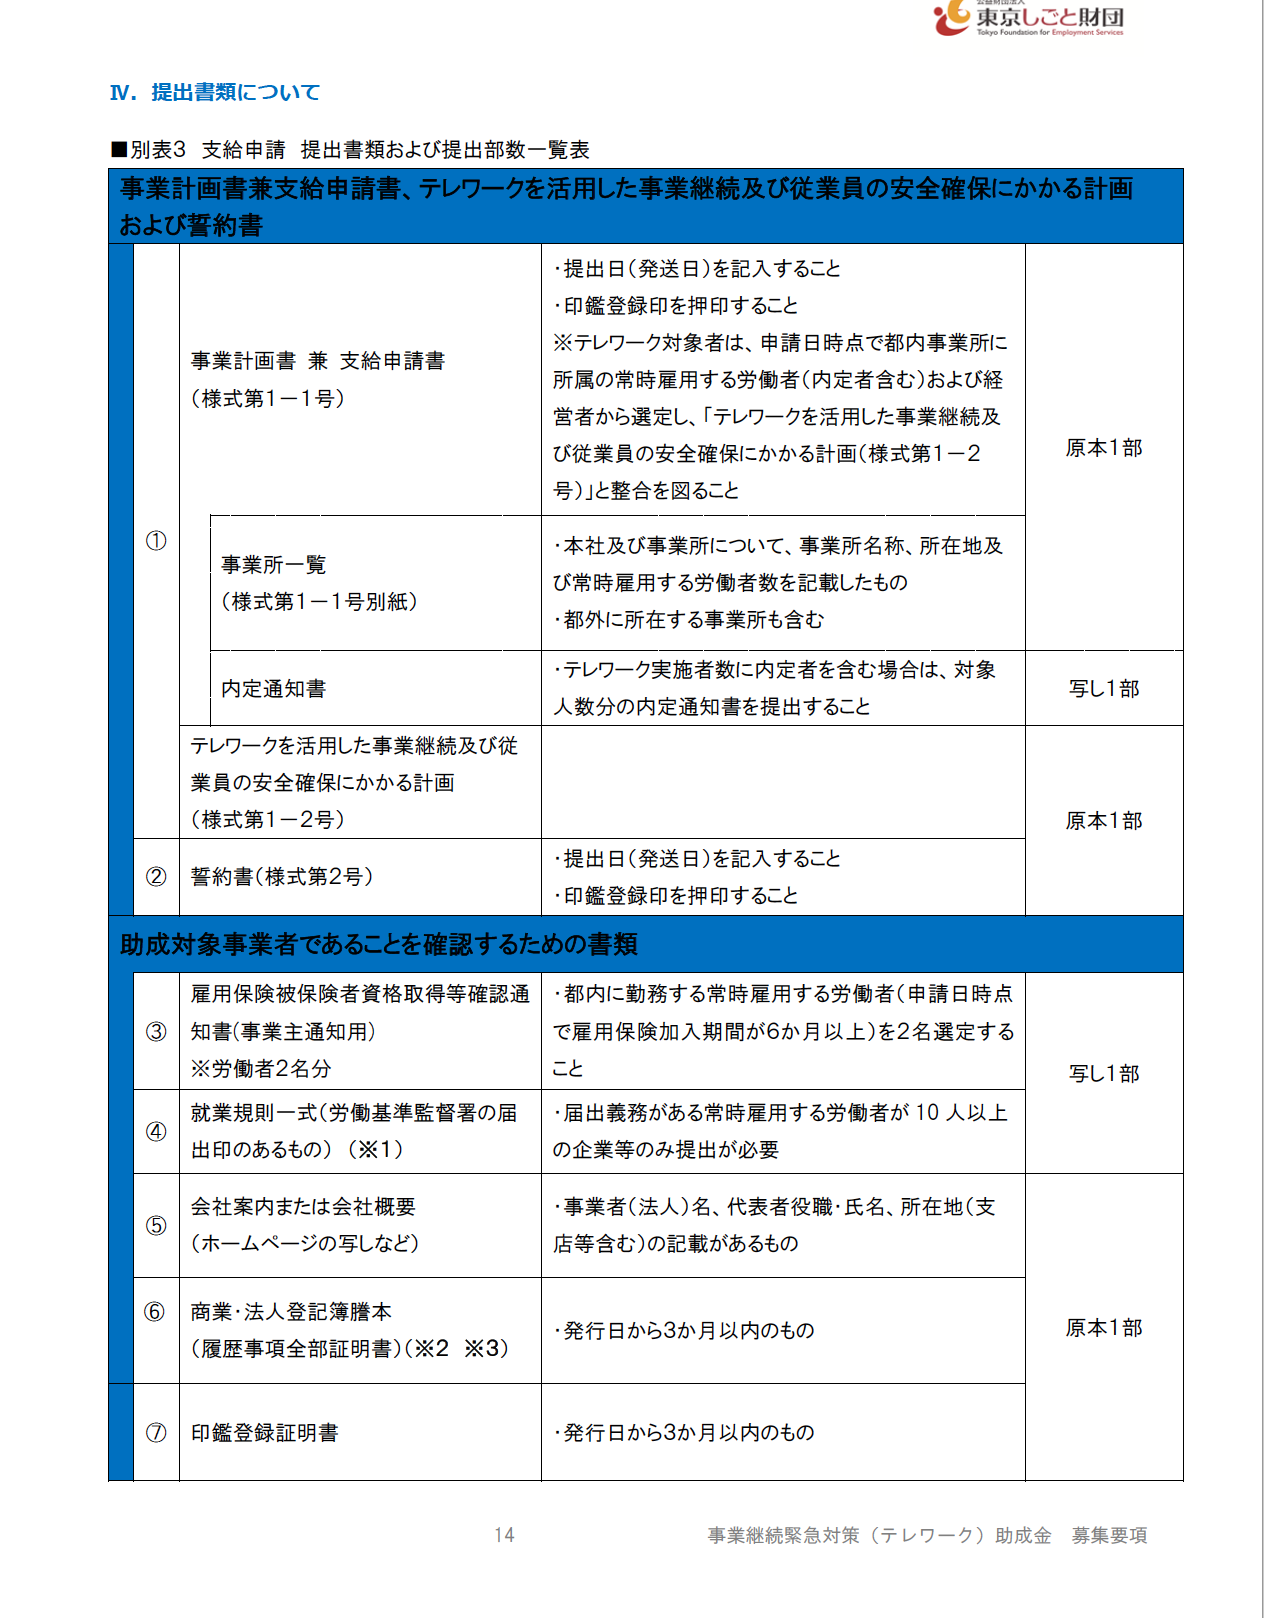 公益財団法人
東京しごと財団
Tokyo Foundation for Employment Services
Ⅳ．提出書類について
■別表3　支給申請　提出書類および提出部数一覧表
事業計画書兼支給申請書、テレワークを活用した事業継続及び従業員の安全確保にかかる計画
および誓約書
①
事業計画書 兼 支給申請書
（様式第1－1号）
・提出日（発送日）を記入すること
・印鑑登録印を押印すること
※テレワーク対象者は、申請日時点で都内事業所に
所属の常時雇用する労働者（内定者含む）および経
営者から選定し、「テレワークを活用した事業継続及
び従業員の安全確保にかかる計画（様式第1－2
号）」と整合を図ること
原本1部
事業所一覧
（様式第1－1号別紙）
・本社及び事業所について、事業所名称、所在地及
び常時雇用する労働者数を記載したもの
・都外に所在する事業所も含む
内定通知書
・テレワーク実施者数に内定者を含む場合は、対象
人数分の内定通知書を提出すること
写し1部
テレワークを活用した事業継続及び従
業員の安全確保にかかる計画
（様式第1－2号）
原本1部
②
誓約書（様式第2号）
・提出日（発送日）を記入すること
・印鑑登録印を押印すること
助成対象事業者であることを確認するための書類
③
雇用保険被保険者資格取得等確認通
知書（事業主通知用）
※労働者2名分
・都内に勤務する常時雇用する労働者（申請日時点
で雇用保険加入期間が6か月以上）を2名選定する
こと
写し1部
④
就業規則一式（労働基準監督署の届
出印のあるもの）（※1）
・届出義務がある常時雇用する労働者が 10 人以上
の企業等のみ提出が必要
⑤
会社案内または会社概要
（ホームページの写しなど）
・事業者（法人）名、代表者役職・氏名、所在地（支
店等含む）の記載があるもの
原本1部
⑥
商業・法人登記簿謄本
（履歴事項全部証明書）（※2　※3）
・発行日から3か月以内のもの
⑦
印鑑登録証明書
・発行日から3か月以内のもの
14
事業継続緊急対策（テレワーク）助成金　募集要項